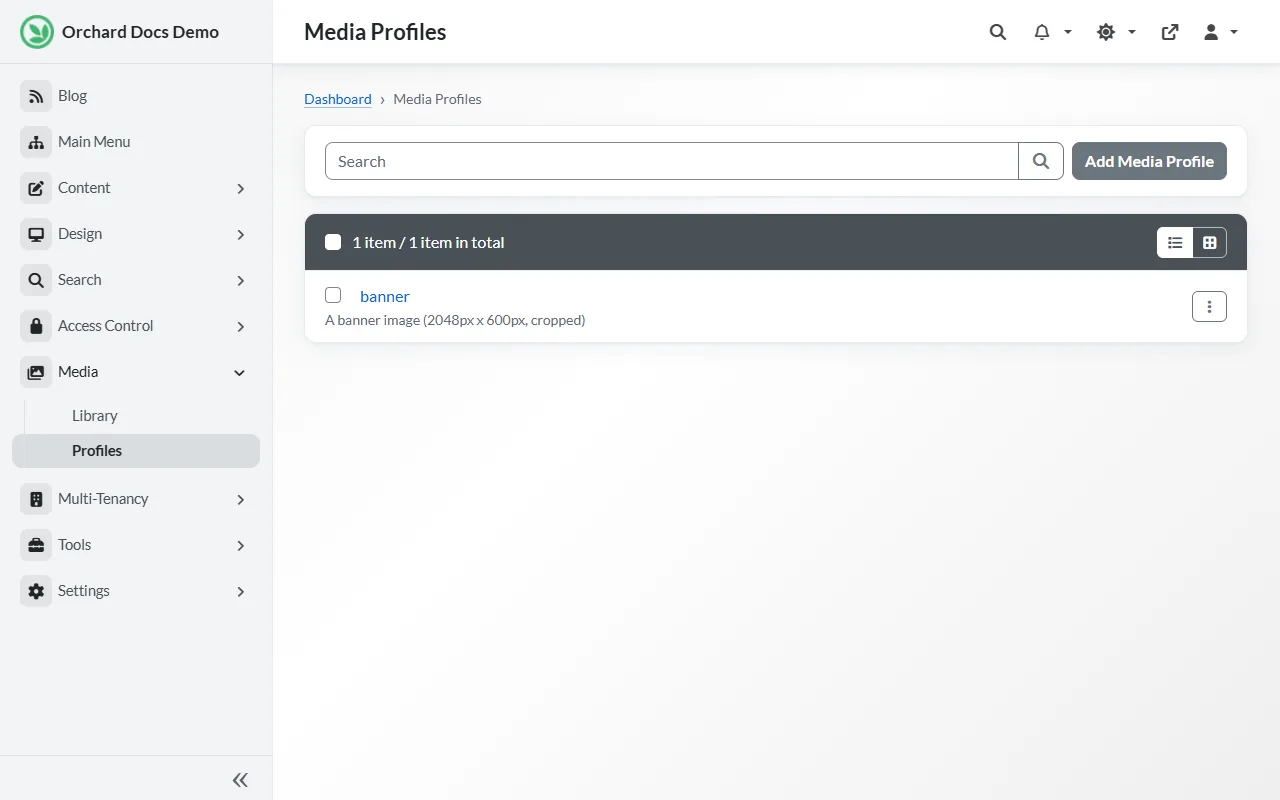 Orchard Docs Demo
Media Profiles
Blog
Main Menu
Content
Design
Search
Access Control
Media
Library
Profiles
Multi-Tenancy
Tools
Settings
Dashboard › Media Profiles
Search
Add Media Profile
1 item / 1 item in total
banner
A banner image (2048px x 600px, cropped)